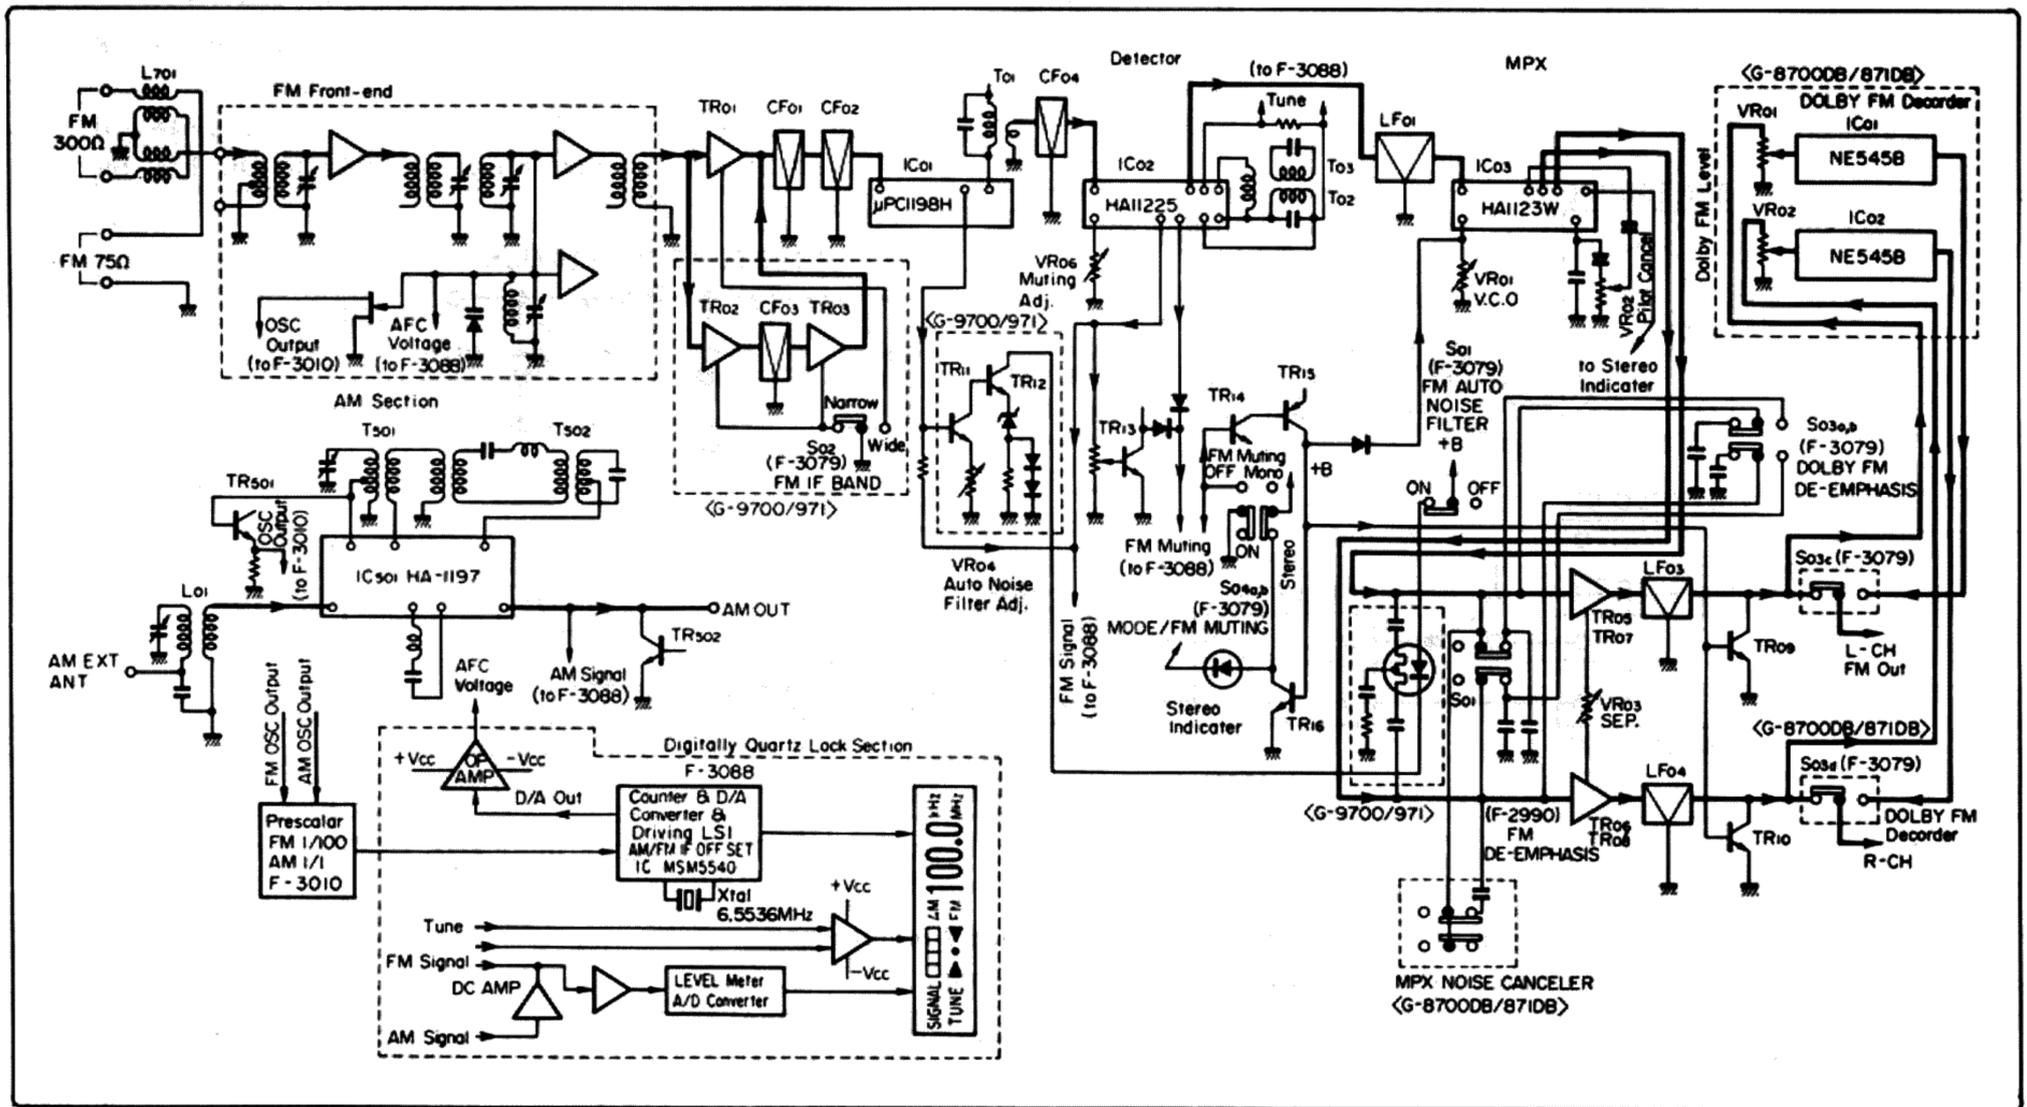 L701
FM
300Ω
FM 75Ω
FM Front-end
OSC
Output
(to F-3010)
AFC
Voltage
(to F-3088)
TR01
CF01
CF02
IC01
μPC1198H
T01
CF04
Detector
IC02
HA11225
(to F-3088)
Tune
T03
T02
LF01
MPX
IC03
HA1123W
VR06
Muting
Adj.
VR01
V.C.O
VR02
Pilot Cancel
to Stereo
Indicater
<G-8700DB/871DB>
DOLBY FM Decorder
VR01
IC01
NE545B
VR02
IC02
NE545B
Dolby FM Level
TR02
CF03
TR03
Narrow
Wide
S02
(F-3079)
FM IF BAND
<G-9700/971>
<G-9700/971>
TR11
TR12
VR04
Auto Noise
Filter Adj.
TR13
TR14
TR15
FM Muting
OFF Mono
+B
ON
Stereo
FM Muting
(to F-3088)
S04a,b
(F-3079)
MODE/FM MUTING
FM Signal
(to F-3088)
Stereo
Indicater
TR16
S01
(F-3079)
FM AUTO
NOISE
FILTER
+B
ON
OFF
S03a,b
(F-3079)
DOLBY FM
DE-EMPHASIS
AM Section
T501
T502
TR501
OSC
Output
(to F-3010)
IC501 HA-1197
L01
AM EXT
ANT
AM OUT
TR502
AM Signal
(to F-3088)
AFC
Voltage
FM OSC Output
AM OSC Output
Prescalar
FM 1/100
AM 1/1
F-3010
Digitally Quartz Lock Section
F-3088
+Vcc
OP
AMP
-Vcc
D/A Out
Counter & D/A
Converter &
Driving LSI
AM/FM IF OFF SET
IC MSM5540
Xtal
6.5536MHz
Tune
FM Signal
DC AMP
AM Signal
LEVEL Meter
A/D Converter
+Vcc
-Vcc
AM 100.0 kHz
FM MHz
SIGNAL
TUNE
<G-9700/971>
S01
(F-2990)
FM
DE-EMPHASIS
TR05
TR07
LF03
TR09
S03c (F-3079)
L-CH
FM Out
VR03
SEP.
<G-8700DB/871DB>
TR06
TR08
LF04
TR10
S03d (F-3079)
DOLBY FM
Decorder
R-CH
MPX NOISE CANCELER
<G-8700DB/871DB>